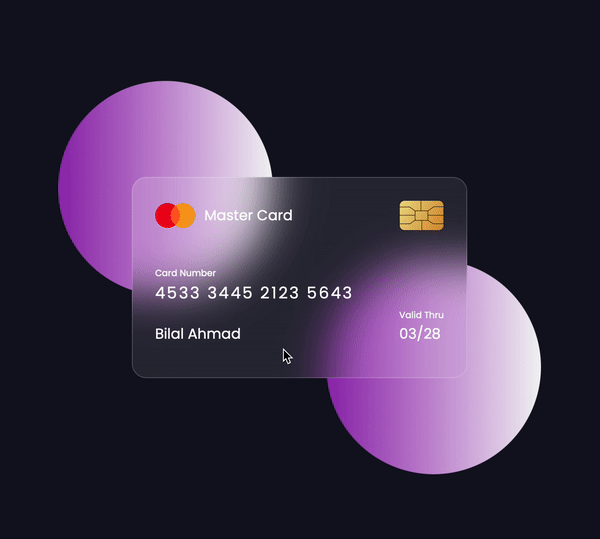 Master Card
Card Number
4533 3445 2123 5643
Valid Thru
Bilal Ahmad
03/28